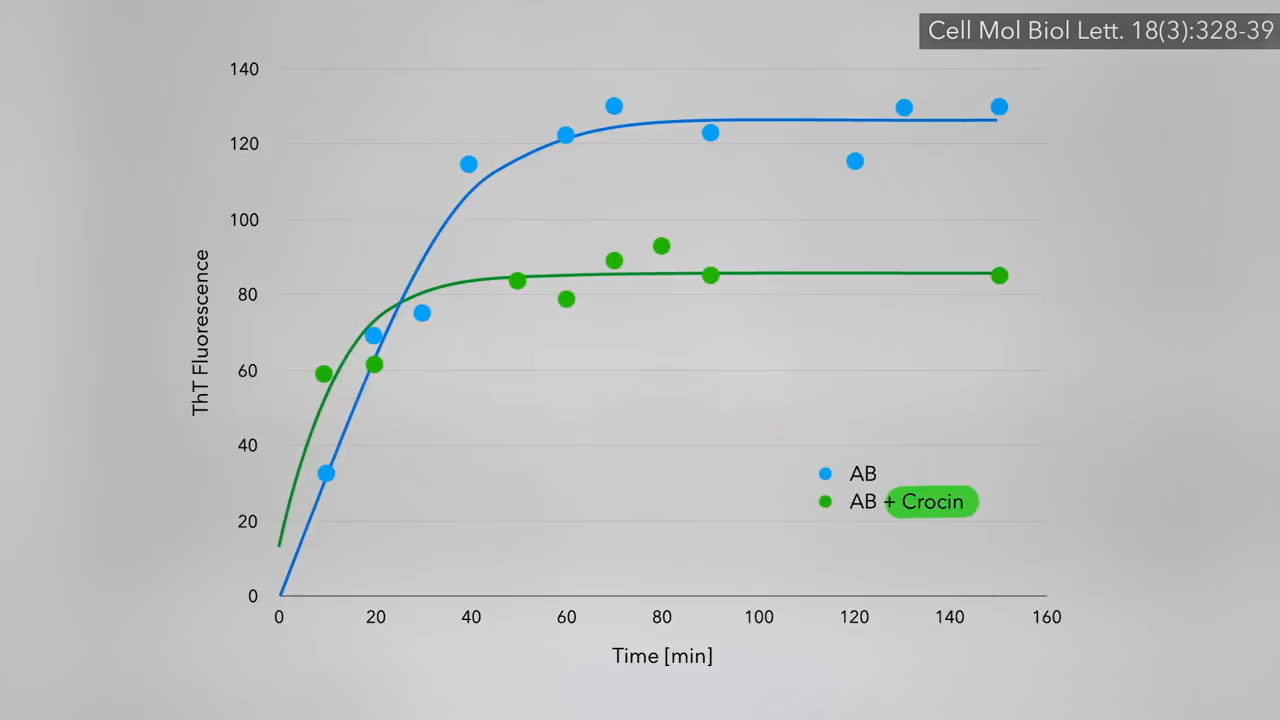 Cell Mol Biol Lett. 18(3):328-39
140
120
100
80
60
40
20
0
ThT Fluorescence
AB
AB + Crocin
0 20 40 60 80 100 120 140 160
Time [min]